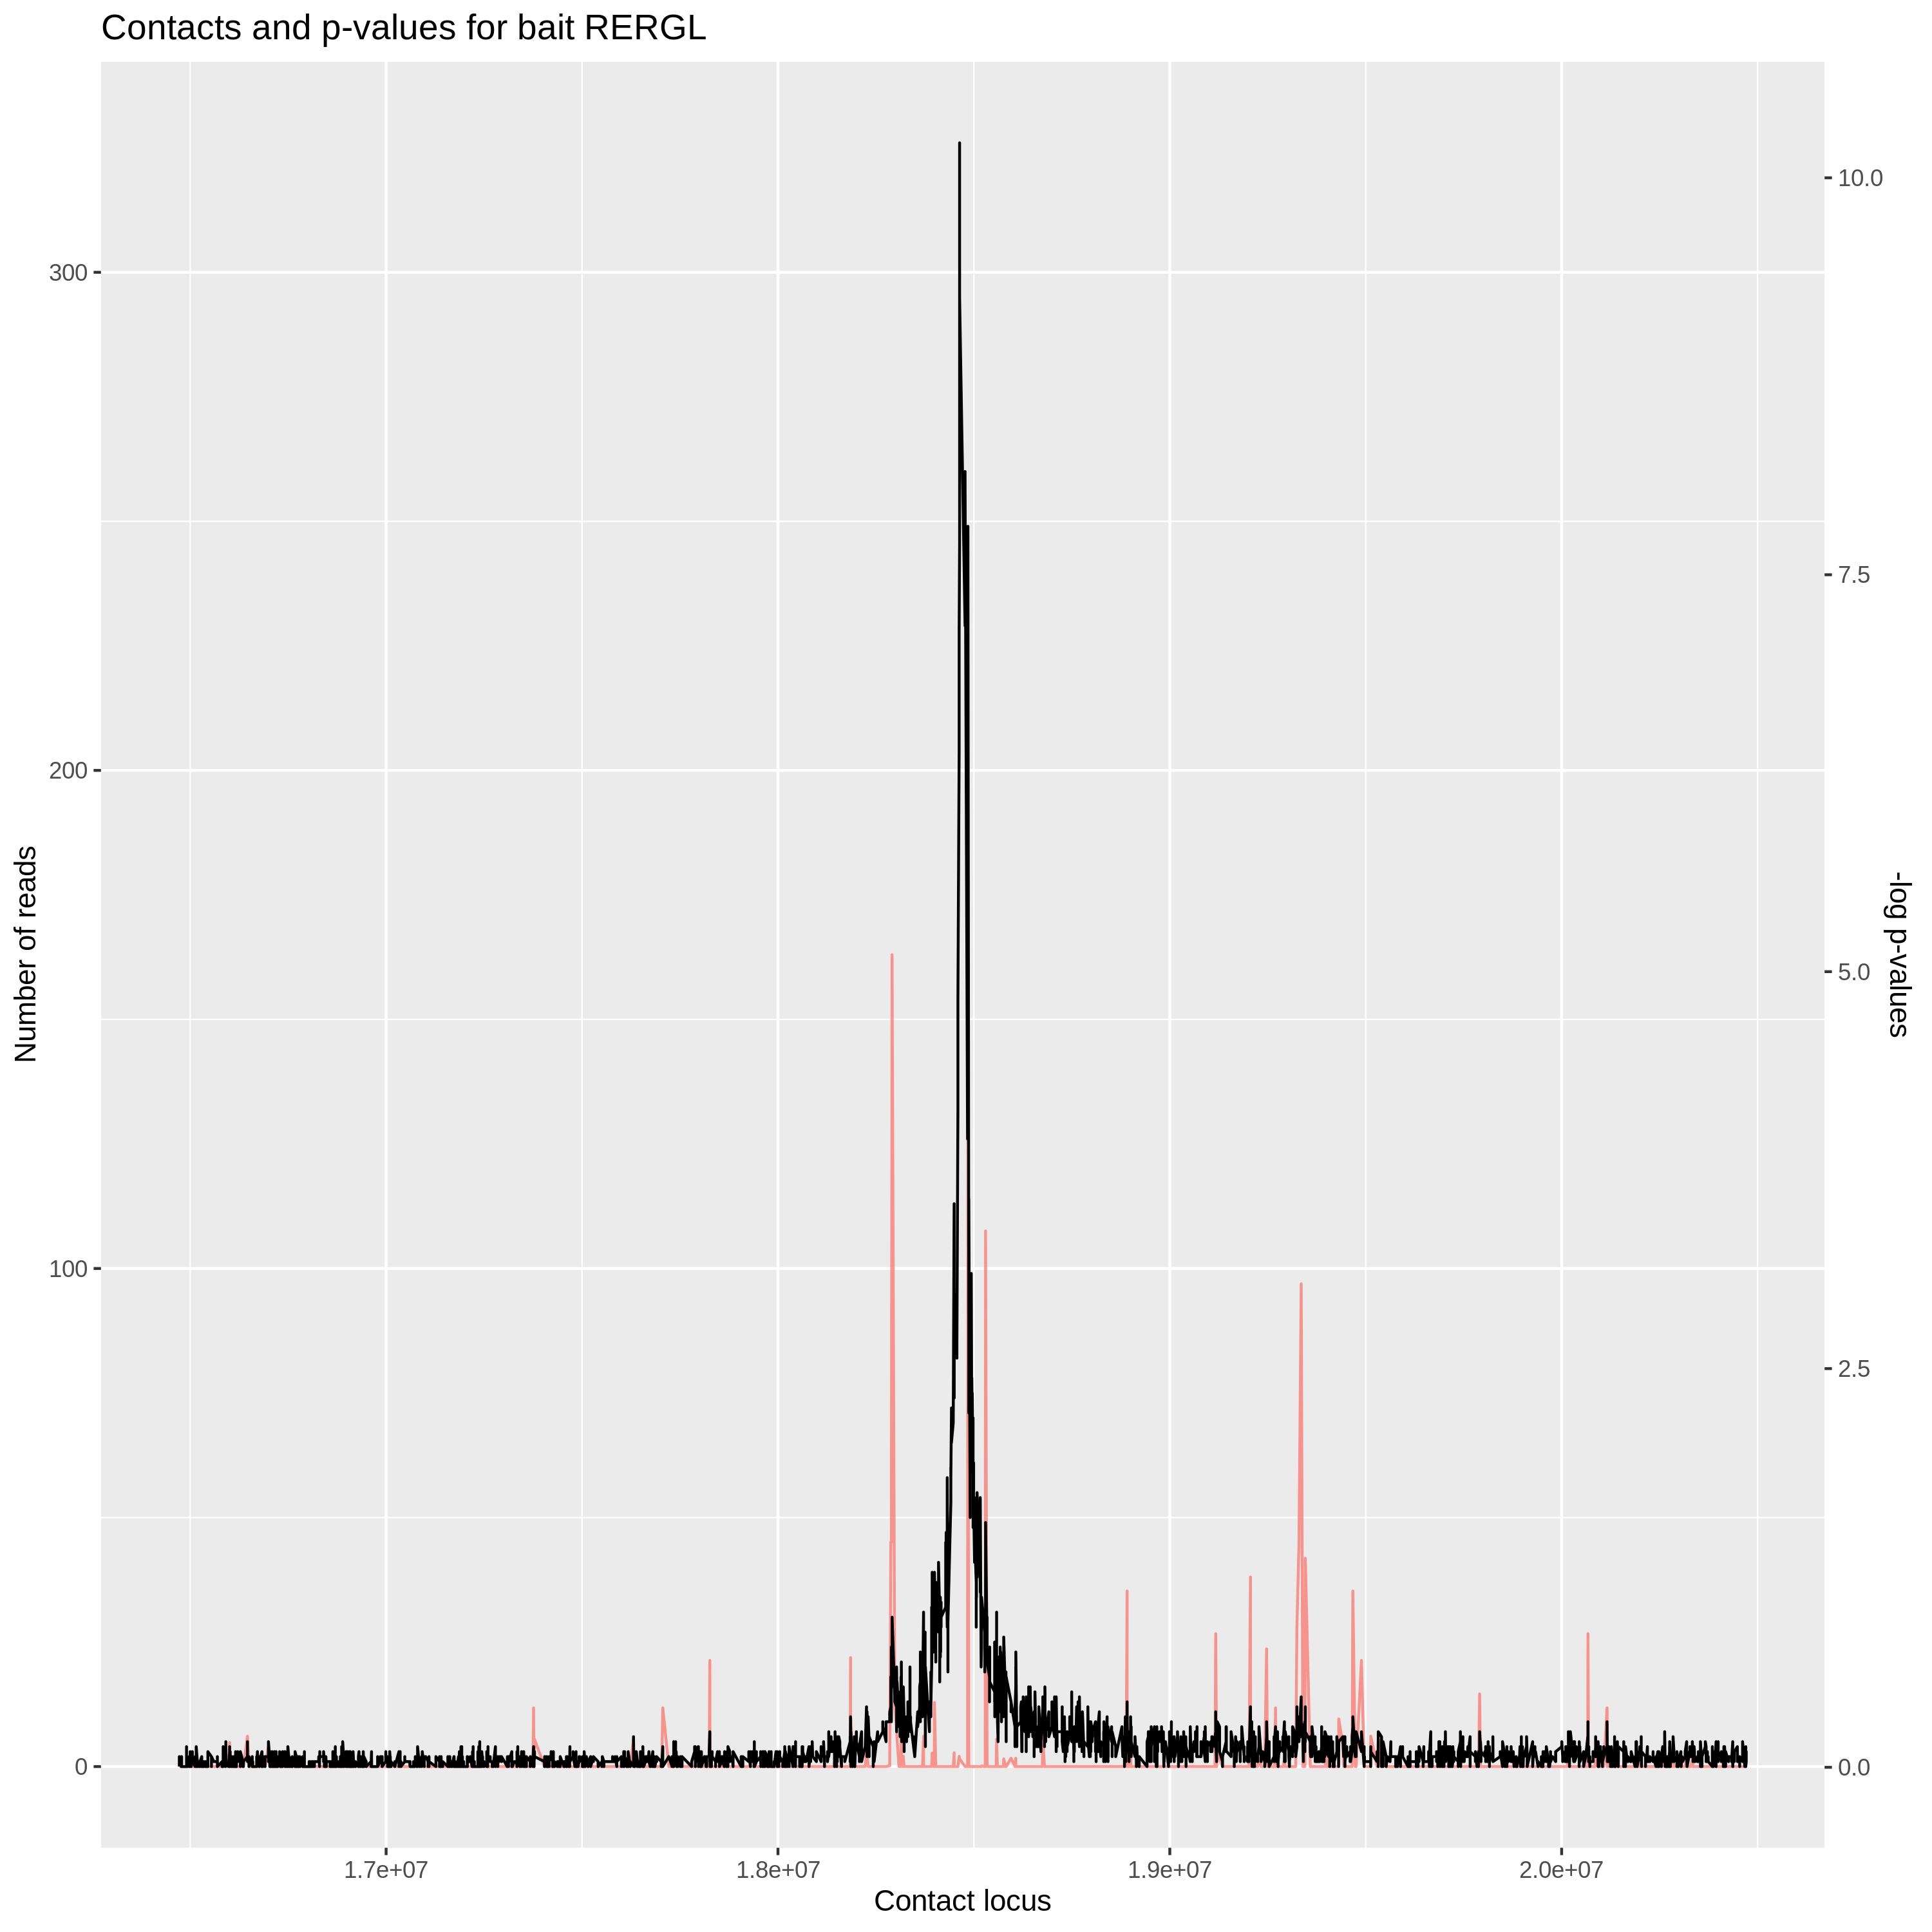 Contacts and p-values for bait RERGL
300
200
100
0
Number of reads
10.0
7.5
5.0
2.5
0.0
-log p-values
1.7e+07
1.8e+07
1.9e+07
2.0e+07
Contact locus